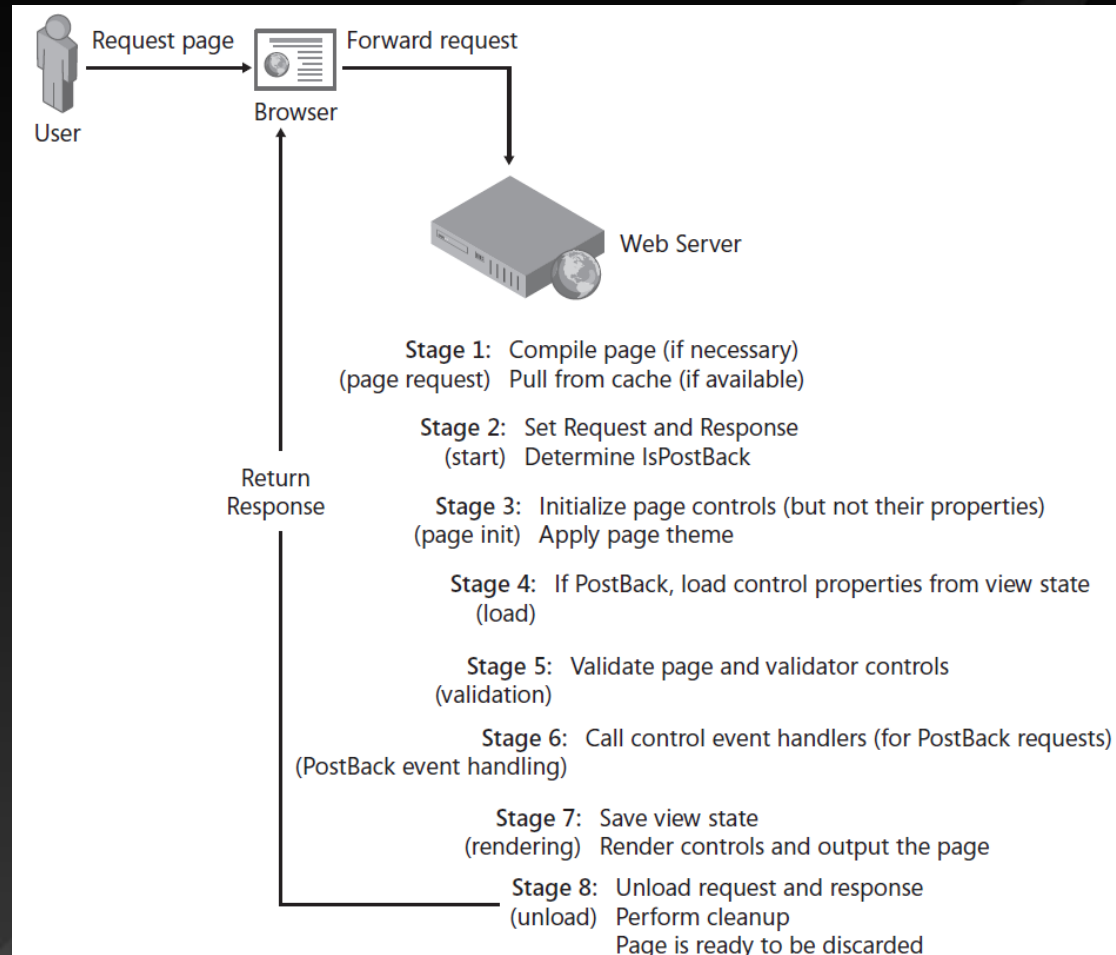 Request page
Forward request
User
Browser
Web Server
Stage 1: Compile page (if necessary)
(page request) Pull from cache (if available)
Stage 2: Set Request and Response
(start) Determine IsPostBack
Return
Response
Stage 3: Initialize page controls (but not their properties)
(page init) Apply page theme
Stage 4: If PostBack, load control properties from view state
(load)
Stage 5: Validate page and validator controls
(validation)
Stage 6: Call control event handlers (for PostBack requests)
(PostBack event handling)
Stage 7: Save view state
(rendering) Render controls and output the page
Stage 8: Unload request and response
(unload) Perform cleanup
Page is ready to be discarded